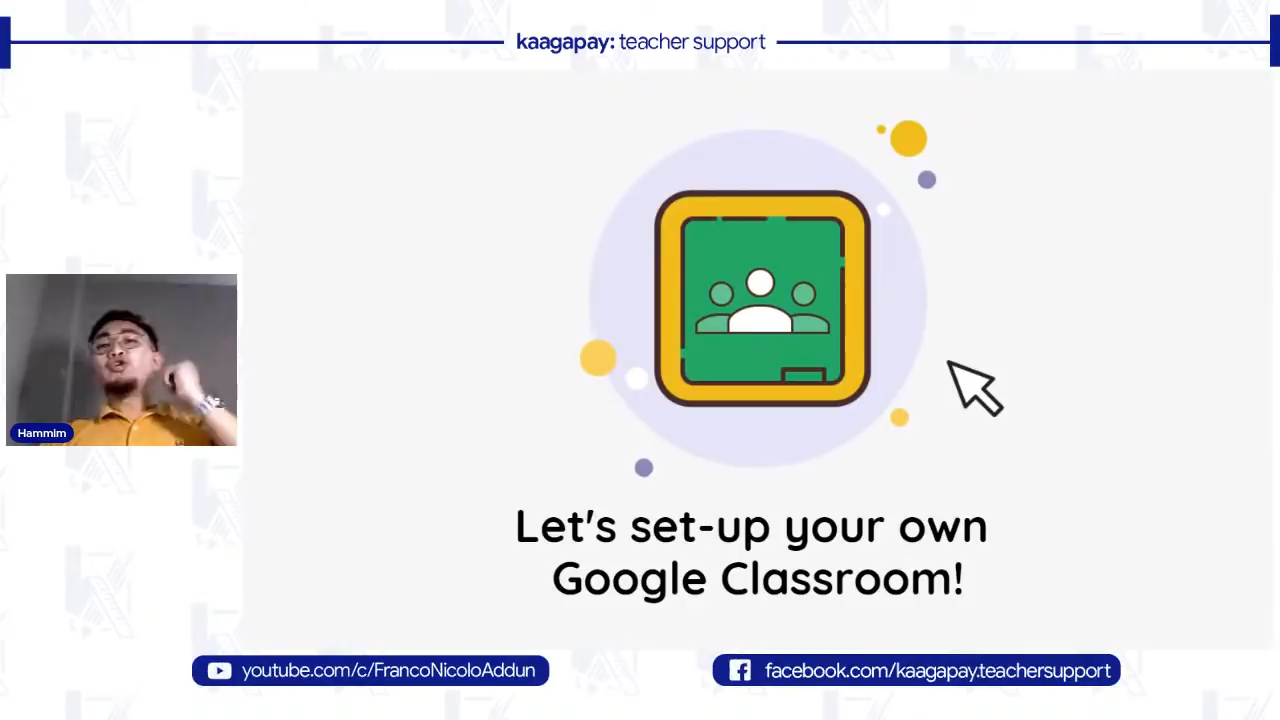 kaagapay: teacher support
Hammim
Let's set-up your own
Google Classroom!
youtube.com/c/FrancoNicoloAddun
facebook.com/kaagapay.teachersupport